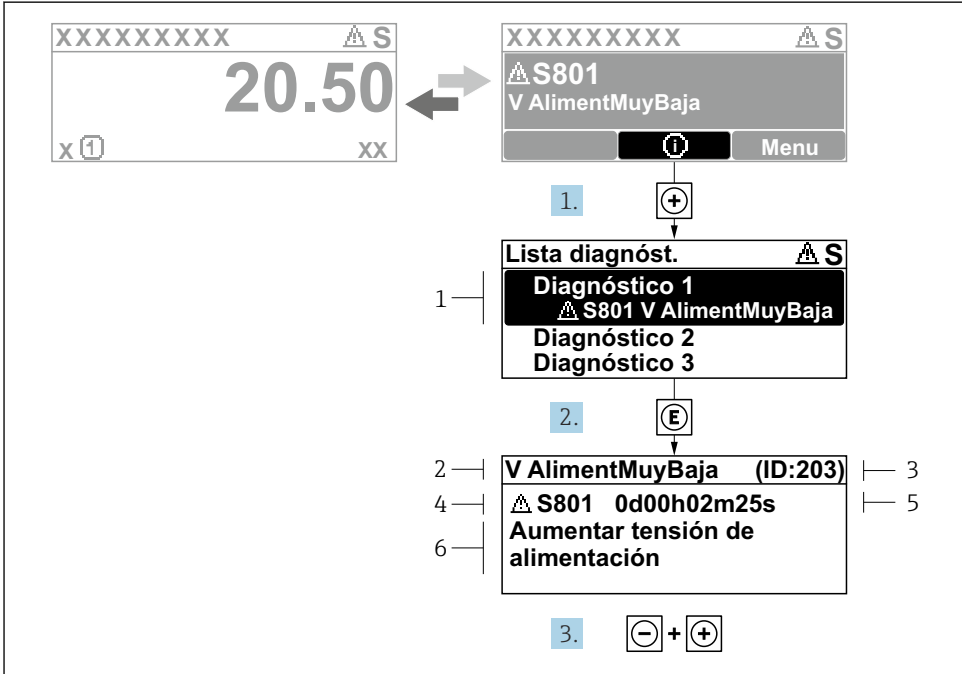 XXXXXXXXX ⚠ S
20.50
X ① XX
XXXXXXXXX ⚠ S
⚠ S801
V AlimentMuyBaja
ⓘ Menu
1. +
Lista diagnóst. ⚠ S
1
Diagnóstico 1
⚠ S801 V AlimentMuyBaja
Diagnóstico 2
Diagnóstico 3
2. E
2 V AlimentMuyBaja (ID:203) 3
4 ⚠ S801 0d00h02m25s 5
6
Aumentar tensión de
alimentación
3. − + +